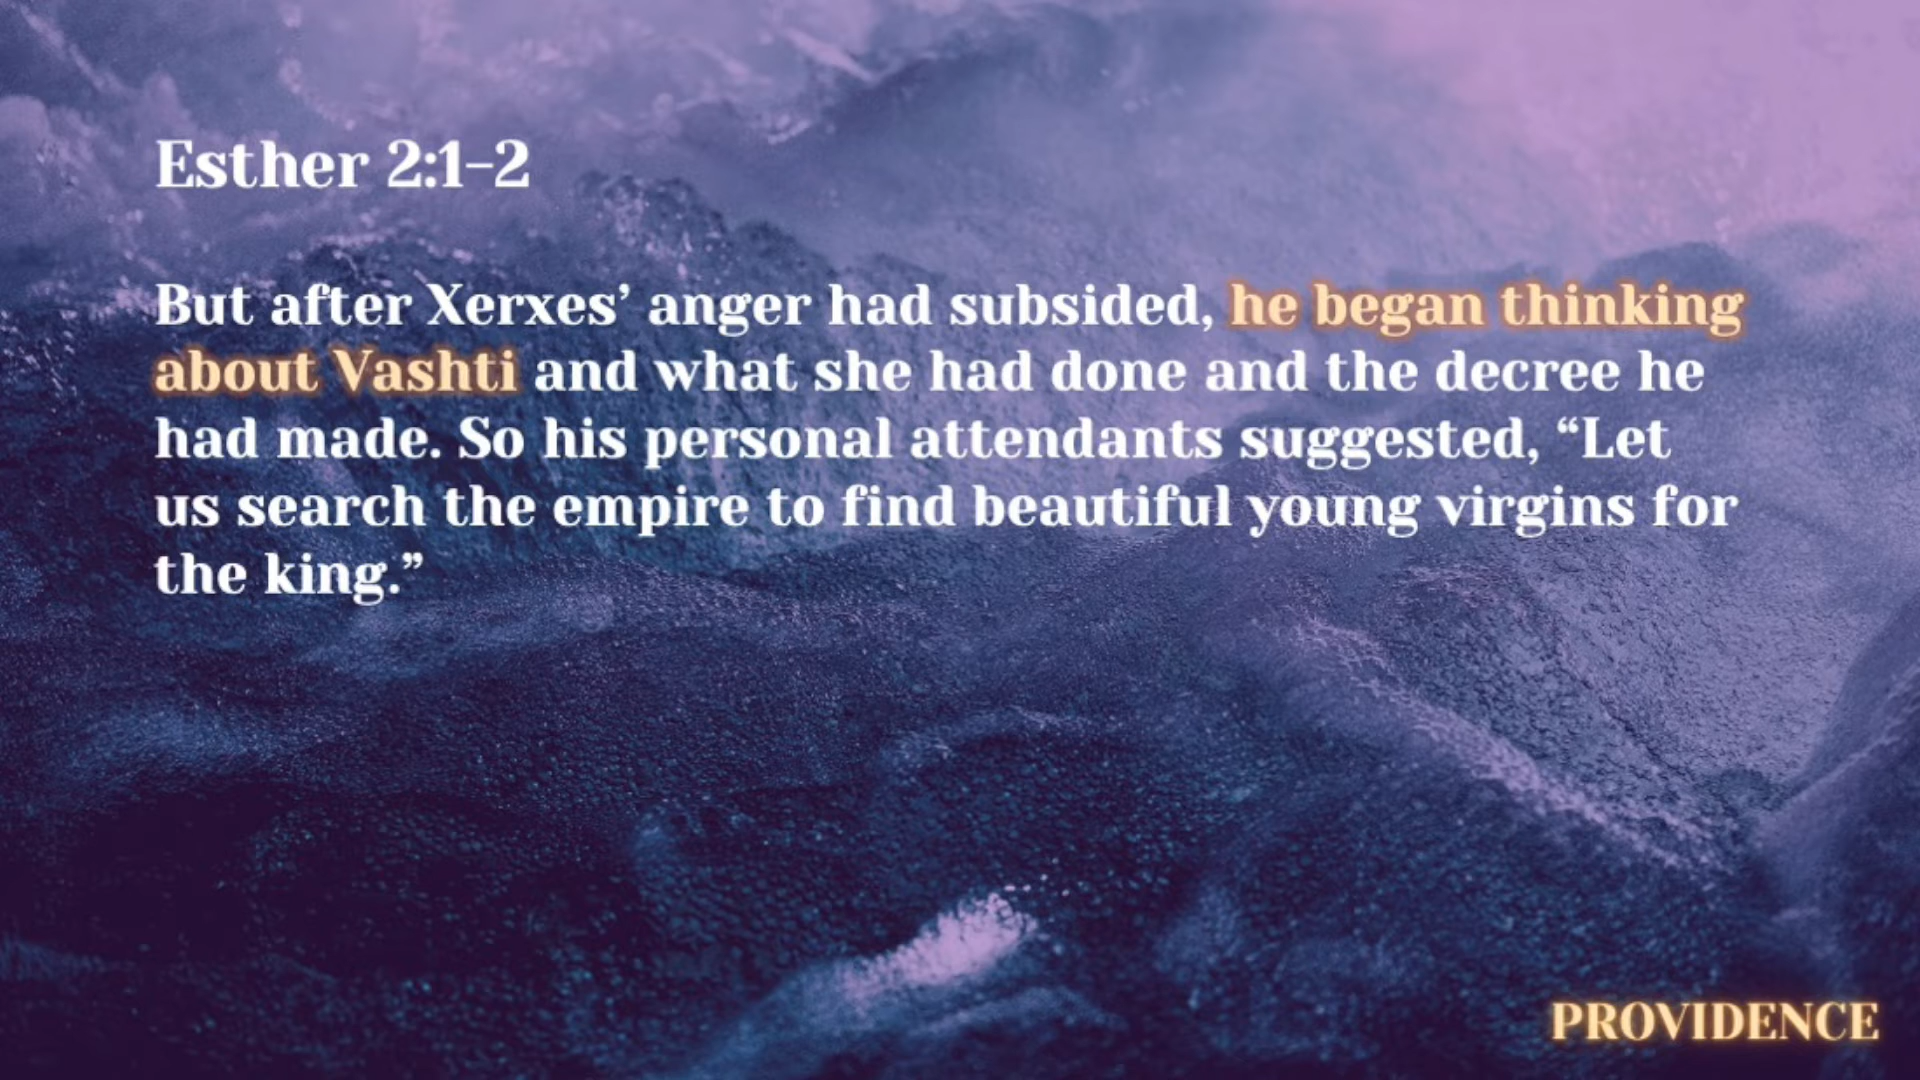 Esther 2:1–2
But after Xerxes’ anger had subsided, he began thinking
about Vashti and what she had done and the decree he
had made. So his personal attendants suggested, “Let
us search the empire to find beautiful young virgins for
the king.”
PROVIDENCE